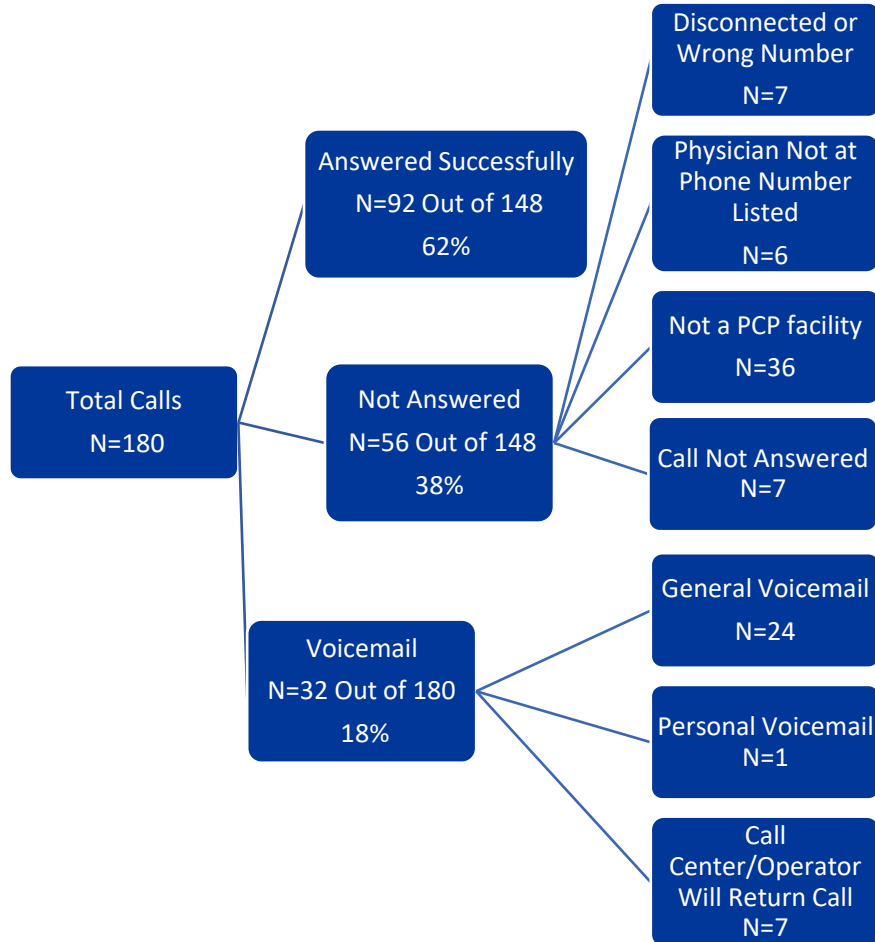 Total Calls
N=180
Answered Successfully
N=92 Out of 148
62%
Not Answered
N=56 Out of 148
38%
Voicemail
N=32 Out of 180
18%
Disconnected or
Wrong Number
N=7
Physician Not at
Phone Number
Listed
N=6
Not a PCP facility
N=36
Call Not Answered
N=7
General Voicemail
N=24
Personal Voicemail
N=1
Call
Center/Operator
Will Return Call
N=7